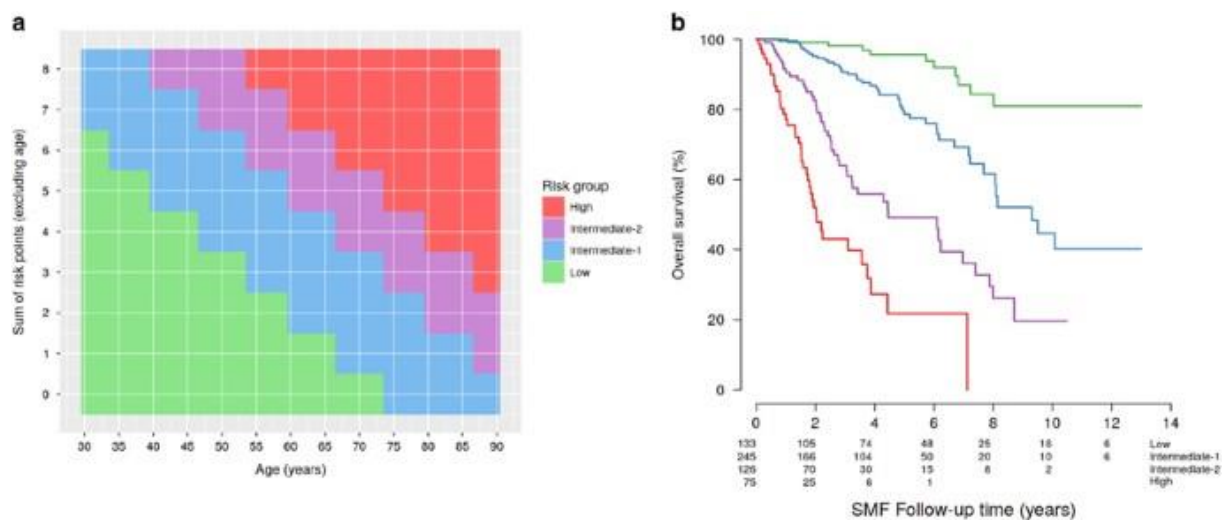 a
Sum of risk points (excluding age)
8
7
6
5
4
3
2
1
0
30 35 40 45 50 55 60 65 70 75 80 85 90
Age (years)
Risk group
High
Intermediate-2
Intermediate-1
Low
b
Overall survival (%)
100
80
60
40
20
0
0 2 4 6 8 10 12 14
133 105 74 48 25 16 6 Low
245 166 104 50 20 10 6 Intermediate-1
126 70 30 15 8 2 Intermediate-2
75 25 6 1 High
SMF Follow-up time (years)